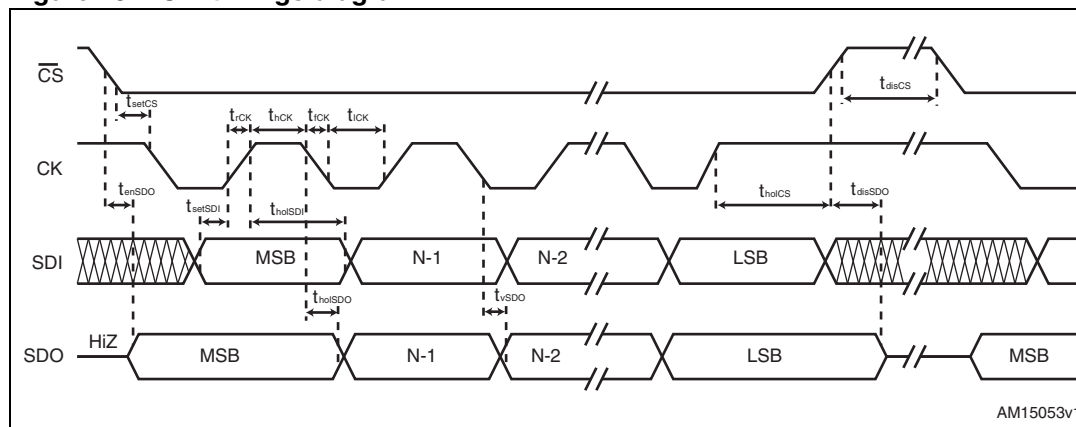 CS
tsetCS
trCK
thCK
tfCK
tlCK
tdisCS
CK
tenSDO
tsetSDI
tholSDI
tholCS
tdisSDO
SDI
MSB
N-1
N-2
LSB
tholSDO
tvSDO
SDO
HiZ
MSB
N-1
N-2
LSB
MSB
AM15053v1